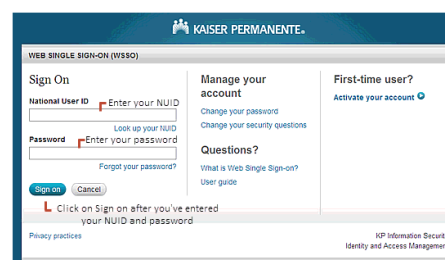 KAISER PERMANENTE®
WEB SINGLE SIGN-ON (WSSO)
Sign On
National User ID
Enter your NUID
Look up your NUID
Password
Enter your password
Forgot your password?
Sign on
Cancel
Click on Sign on after you've entered
your NUID and password
Manage your
account
Change your password
Change your security questions
Questions?
What is Web Single Sign-on?
User guide
First-time user?
Activate your account
Privacy practices
KP Information Securit
Identity and Access Managemen